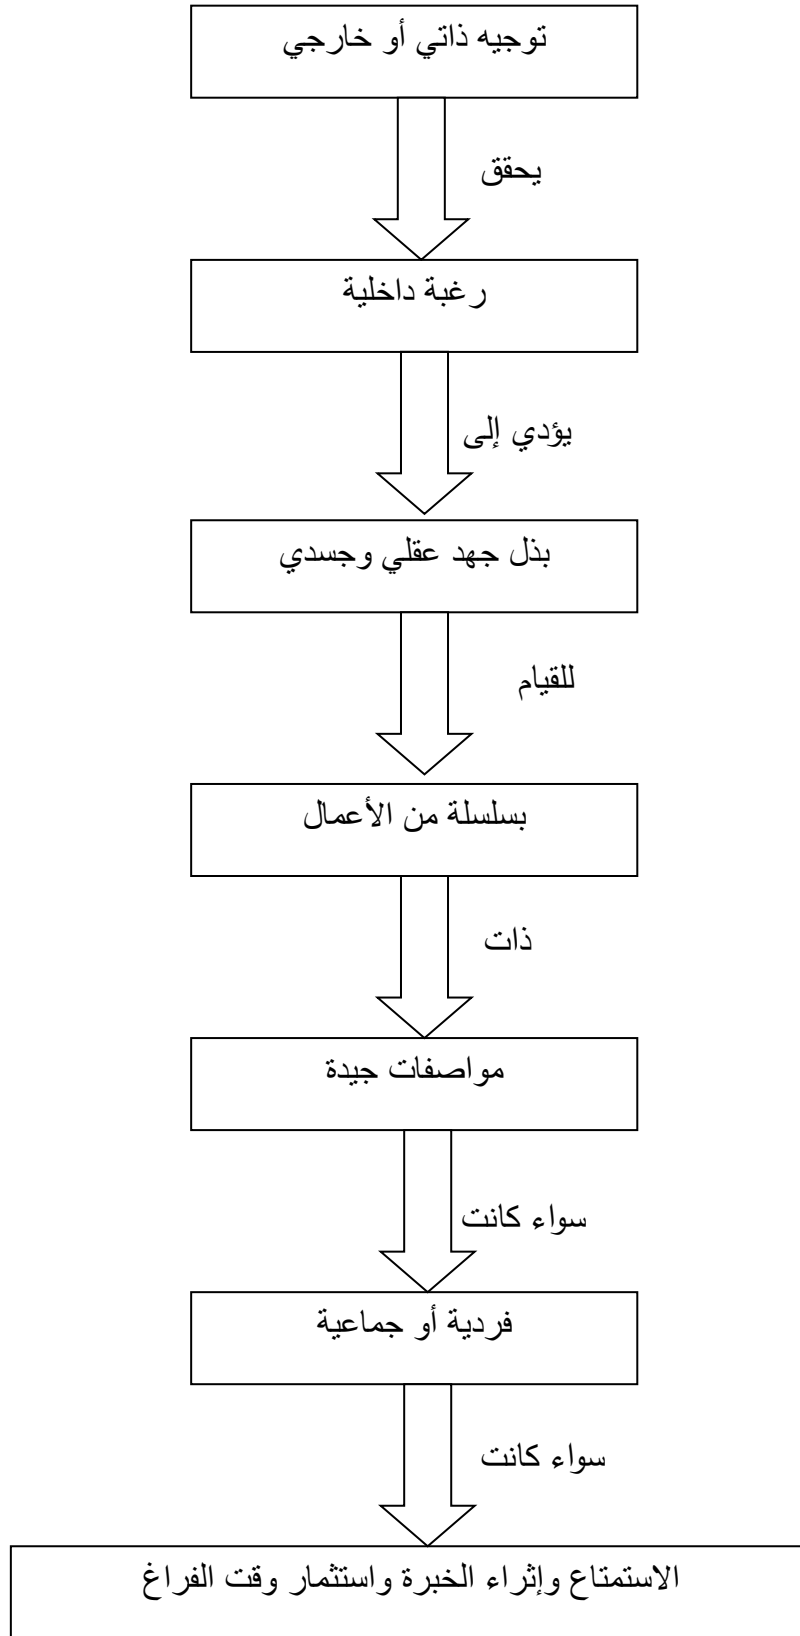 توجيه ذاتي أو خارجي
يحقق
رغبة داخلية
يؤدي إلى
بذل جهد عقلي وجسدي
للقيام
بسلسلة من الأعمال
ذات
مواصفات جيدة
سواء كانت
فردية أو جماعية
سواء كانت
الاستمتاع وإثراء الخبرة واستثمار وقت الفراغ